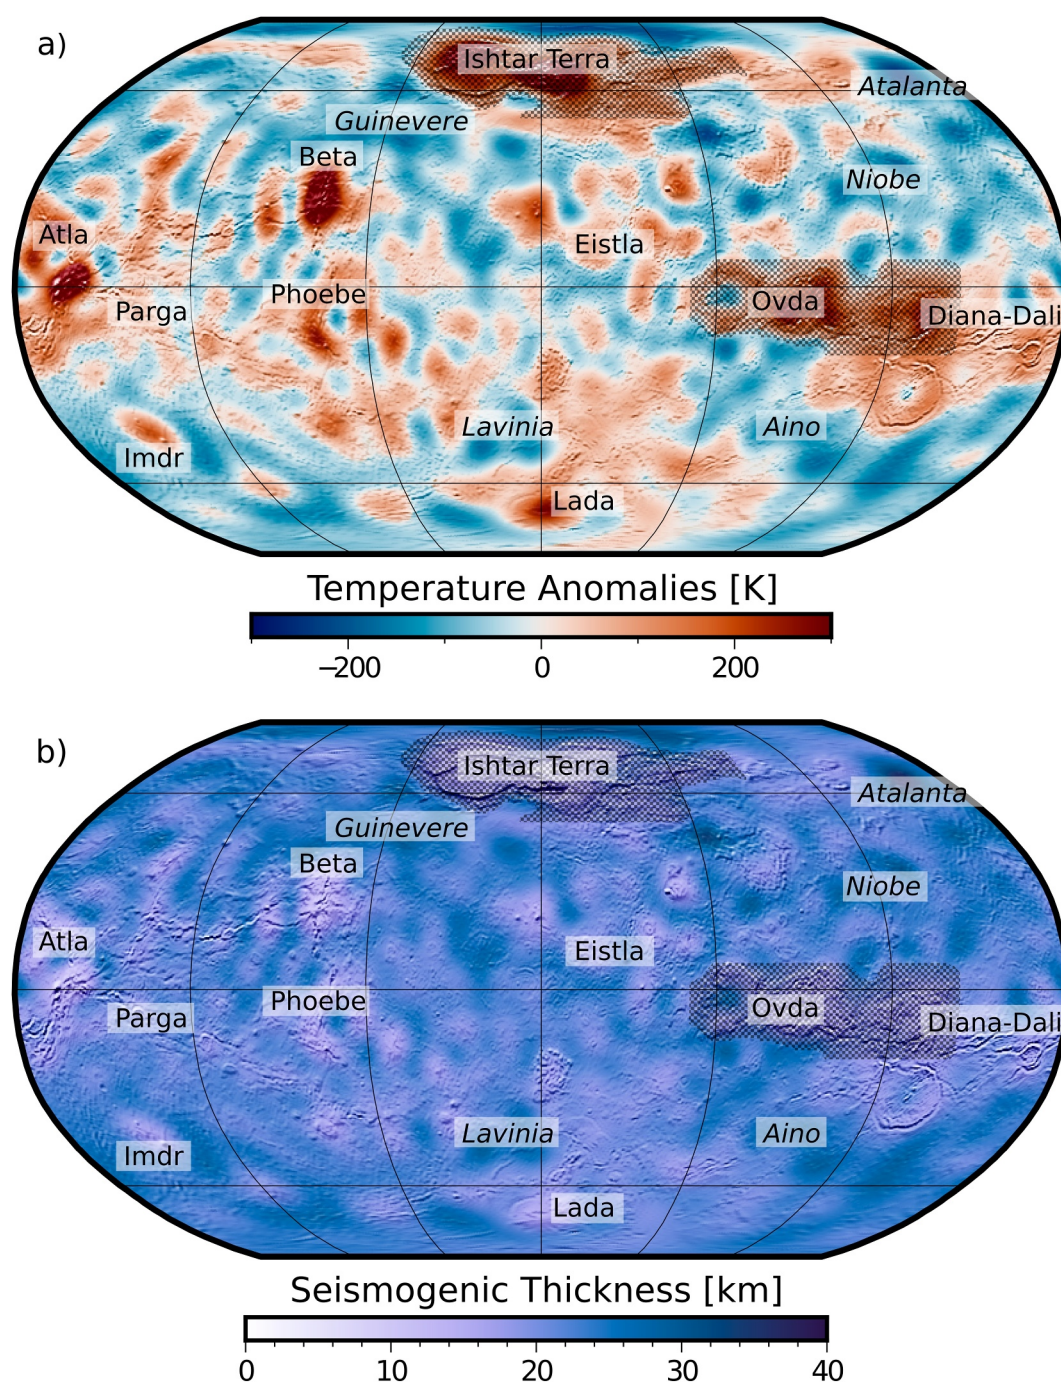 a)
Ishtar Terra
Atalanta
Guinevere
Beta
Niobe
Atla
Eistla
Parga
Phoebe
Ovda
Diana-Dali
Lavinia
Aino
Imdr
Lada
Temperature Anomalies [K]
−200 0 200
b)
Ishtar Terra
Atalanta
Guinevere
Beta
Niobe
Atla
Eistla
Parga
Phoebe
Ovda
Diana-Dali
Lavinia
Aino
Imdr
Lada
Seismogenic Thickness [km]
0 10 20 30 40